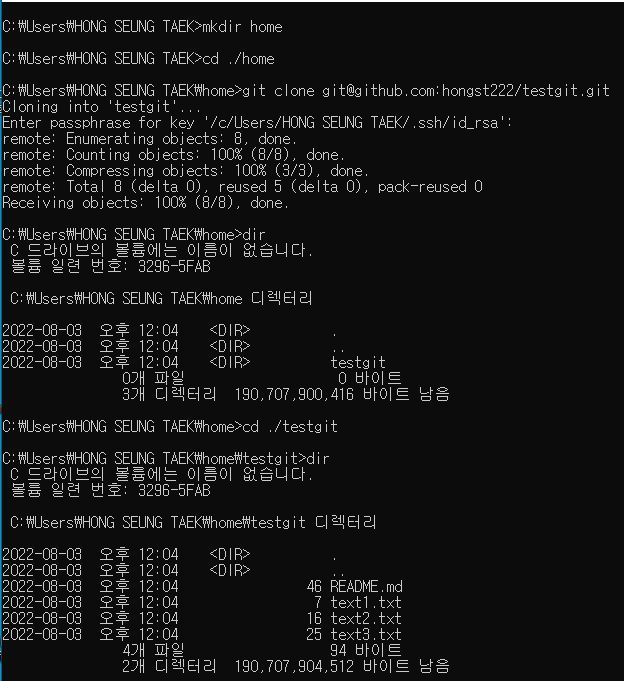 C:₩Users₩HONG SEUNG TAEK>mkdir home
C:₩Users₩HONG SEUNG TAEK>cd ./home
C:₩Users₩HONG SEUNG TAEK₩home>git clone git@github.com:hongst222/testgit.git
Cloning into 'testgit'...
Enter passphrase for key '/c/Users/HONG SEUNG TAEK/.ssh/id_rsa':
remote: Enumerating objects: 8, done.
remote: Counting objects: 100% (8/8), done.
remote: Compressing objects: 100% (3/3), done.
remote: Total 8 (delta 0), reused 5 (delta 0), pack-reused 0
Receiving objects: 100% (8/8), done.
C:₩Users₩HONG SEUNG TAEK₩home>dir
C 드라이브의 볼륨에는 이름이 없습니다.
볼륨 일련 번호: 3296-5FAB
C:₩Users₩HONG SEUNG TAEK₩home 디렉터리
2022-08-03  오후 12:04    <DIR>          .
2022-08-03  오후 12:04    <DIR>          ..
2022-08-03  오후 12:04    <DIR>          testgit
0개 파일                   0 바이트
3개 디렉터리  190,707,900,416 바이트 남음
C:₩Users₩HONG SEUNG TAEK₩home>cd ./testgit
C:₩Users₩HONG SEUNG TAEK₩home₩testgit>dir
C 드라이브의 볼륨에는 이름이 없습니다.
볼륨 일련 번호: 3296-5FAB
C:₩Users₩HONG SEUNG TAEK₩home₩testgit 디렉터리
2022-08-03  오후 12:04    <DIR>          .
2022-08-03  오후 12:04    <DIR>          ..
2022-08-03  오후 12:04                46 README.md
2022-08-03  오후 12:04                 7 text1.txt
2022-08-03  오후 12:04                16 text2.txt
2022-08-03  오후 12:04                25 text3.txt
4개 파일                  94 바이트
2개 디렉터리  190,707,904,512 바이트 남음